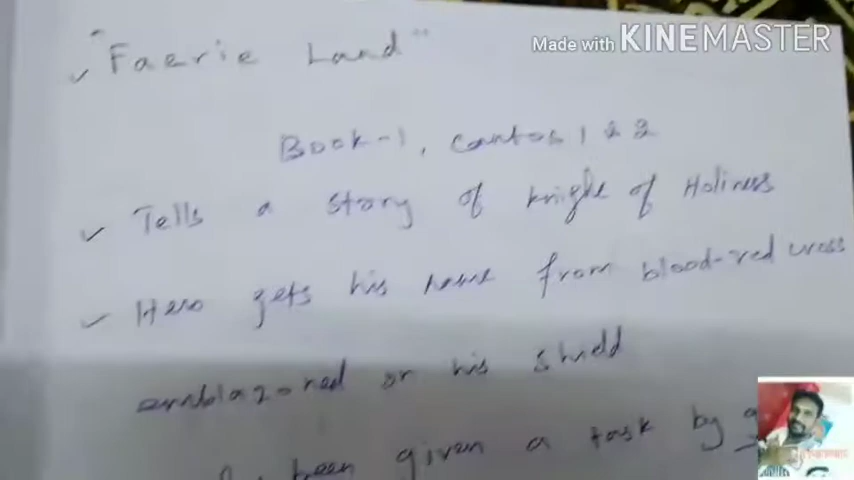 Made with KINEMASTER
✓ "Faerie Land"
Book-1, Cantos 1 & 2
✓ Tells a story of knight of Holiness
✓ Hero gets his name from blood-red cross
emblazoned on his shield
been given a task by